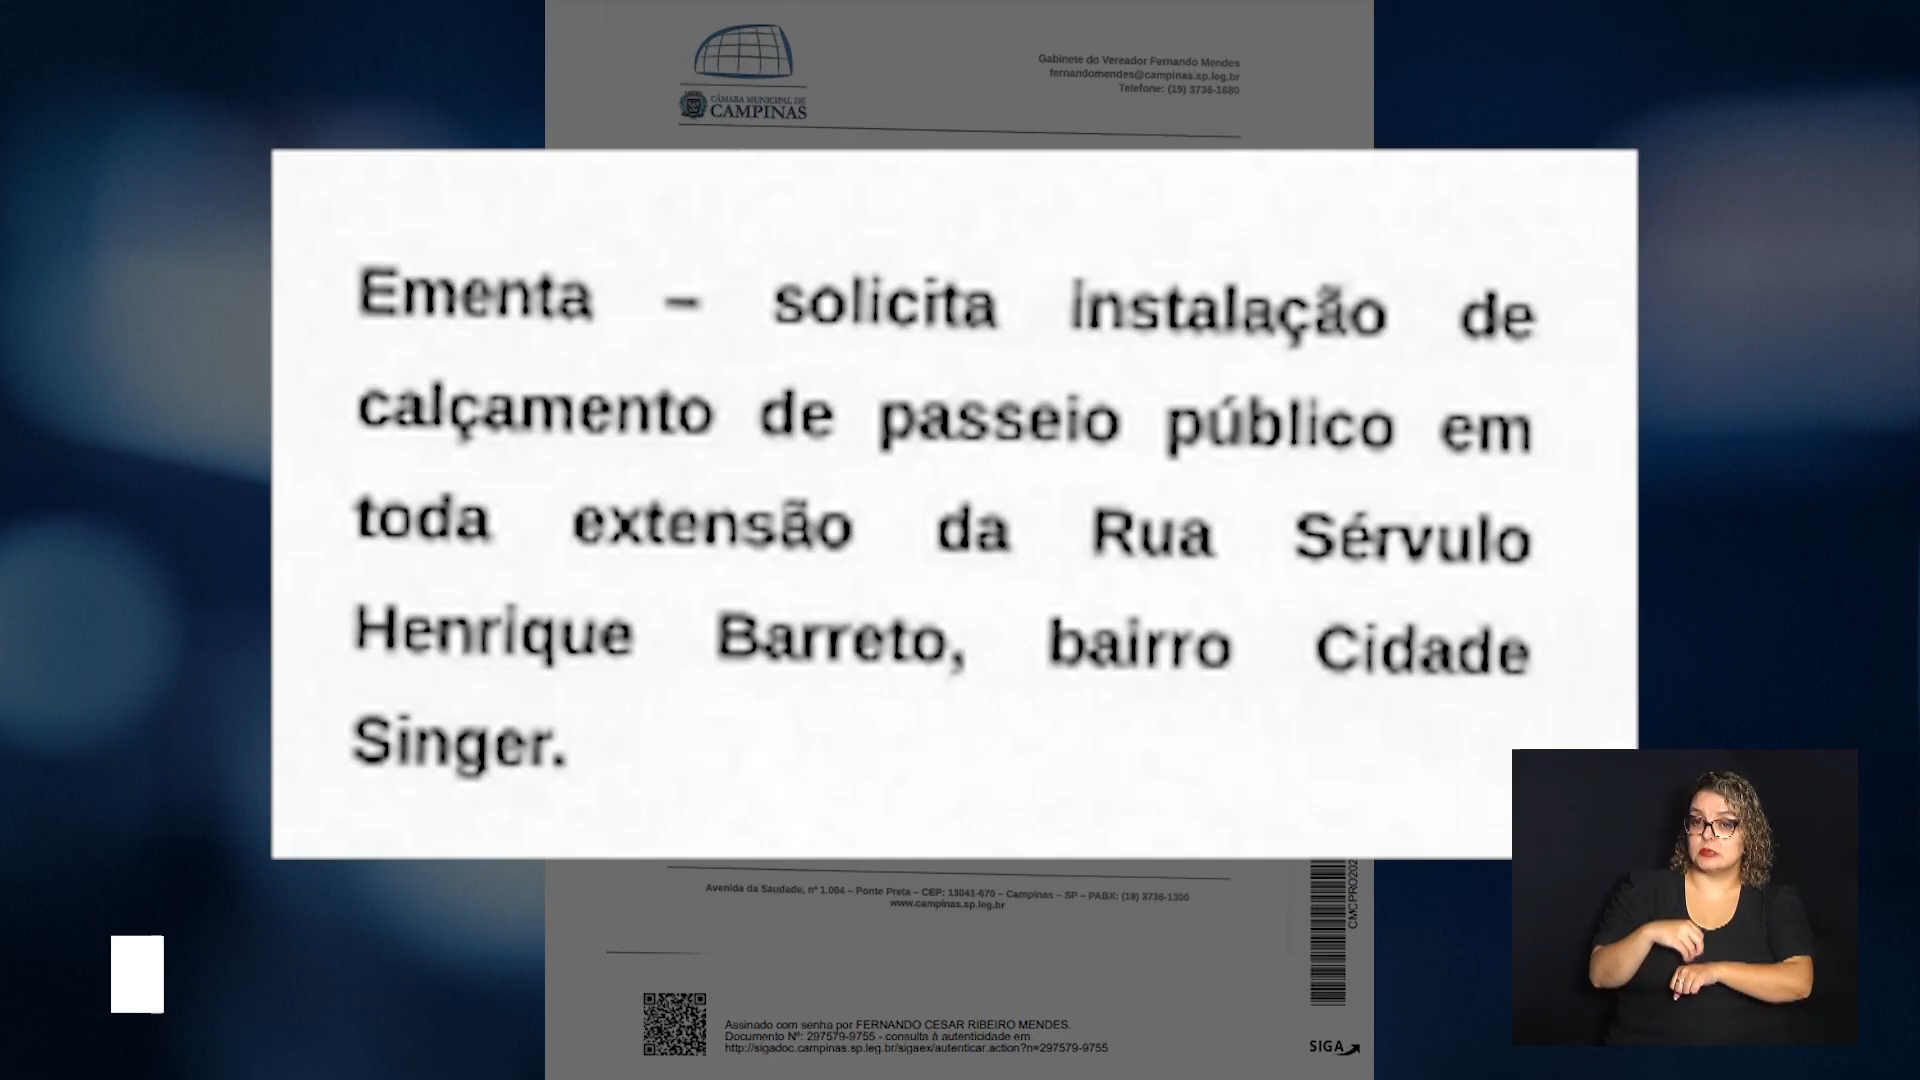 Gabinete do Vereador Fernando Mendes
fernandomendes@campinas.sp.leg.br
Telefone: (19) 3736-1680
CÂMARA MUNICIPAL DE
CAMPINAS
Ementa – solicita instalação de
calçamento de passeio público em
toda extensão da Rua Sérvulo
Henrique Barreto, bairro Cidade
Singer.
Avenida da Saudade, nº 1.004 – Ponte Preta – CEP: 13041-670 – Campinas – SP – PABX: (19) 3736-1300
www.campinas.sp.leg.br
CMCPRO202
Assinado com senha por FERNANDO CESAR RIBEIRO MENDES.
Documento Nº: 297579-9755 - consulta à autenticidade em
http://sigadoc.campinas.sp.leg.br/sigaex/autenticar.action?n=297579-9755
SIGA